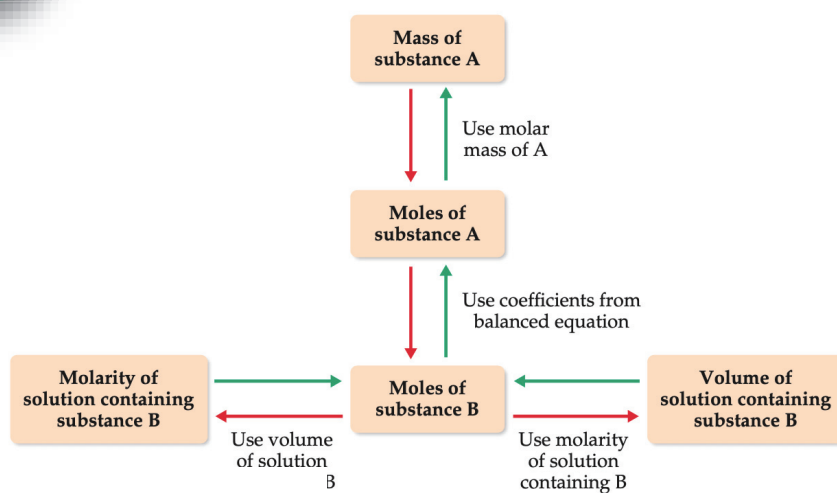 Mass of
substance A
Use molar
mass of A
Moles of
substance A
Use coefficients from
balanced equation
Molarity of
solution containing
substance B
Moles of
substance B
Volume of
solution containing
substance B
Use volume
of solution
B
Use molarity
of solution
containing B